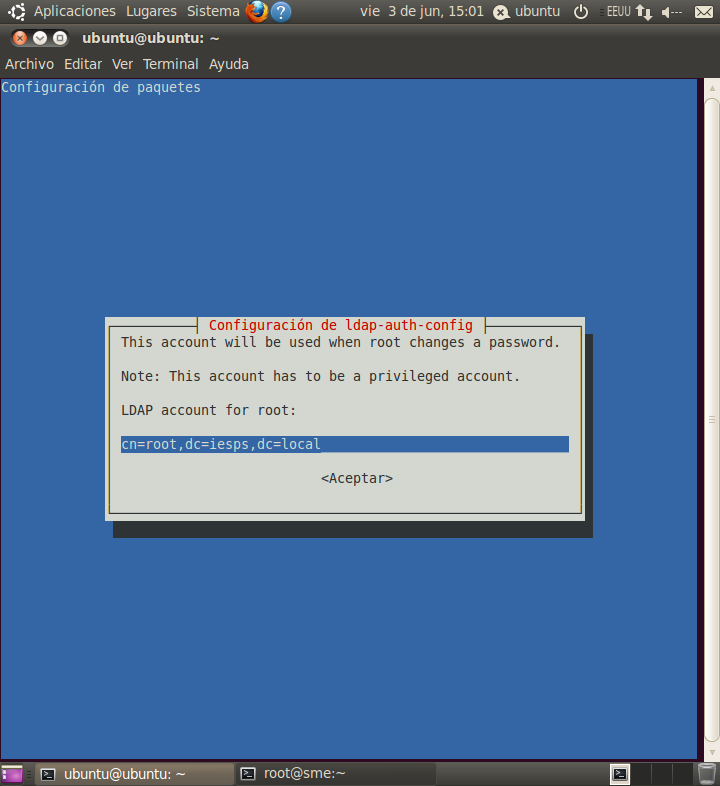 Aplicaciones Lugares Sistema vie 3 de jun, 15:01 ubuntu EEUU
ubuntu@ubuntu: ~
Archivo Editar Ver Terminal Ayuda
Configuración de paquetes
Configuración de ldap-auth-config
This account will be used when root changes a password.
Note: This account has to be a privileged account.
LDAP account for root:
cn=root,dc=iesps,dc=local
<Aceptar>
ubuntu@ubuntu: ~ root@sme:~